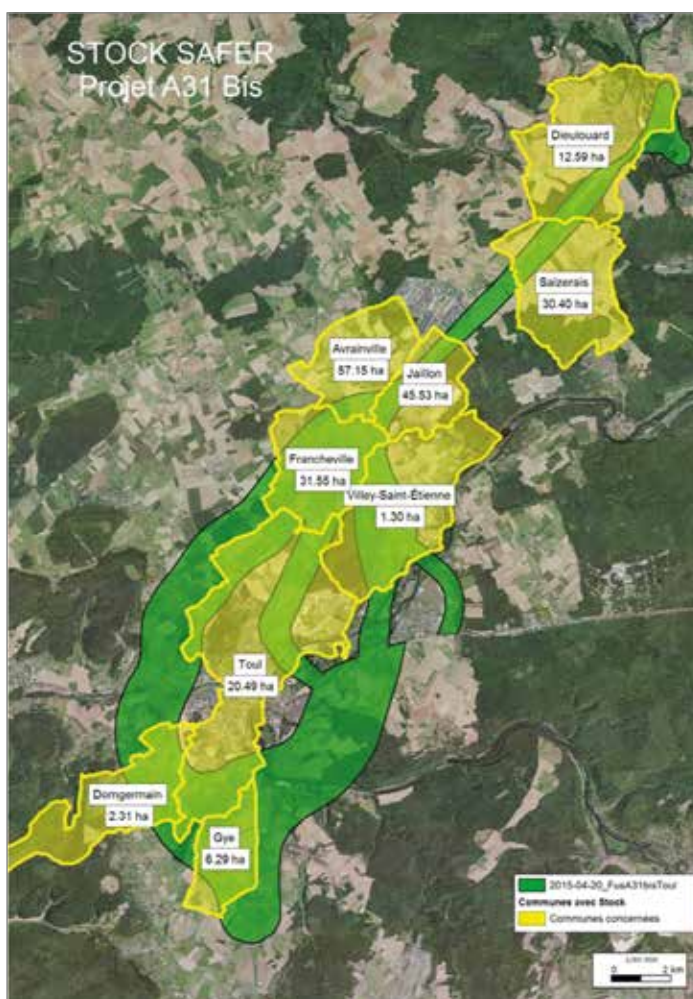 STOCK SAFER
Projet A31 Bis
Dieulouard
12.59 ha
Saizerais
30.40 ha
Avrainville
57.15 ha
Jaillon
45.53 ha
Francheville
31.55 ha
Villey-Saint-Étienne
1.30 ha
Toul
20.49 ha
Domgermain
2.31 ha
Gye
6.29 ha
2015-04-20_FusA31bisToul
Communes avec Stock
Communes concernées
0 2 km